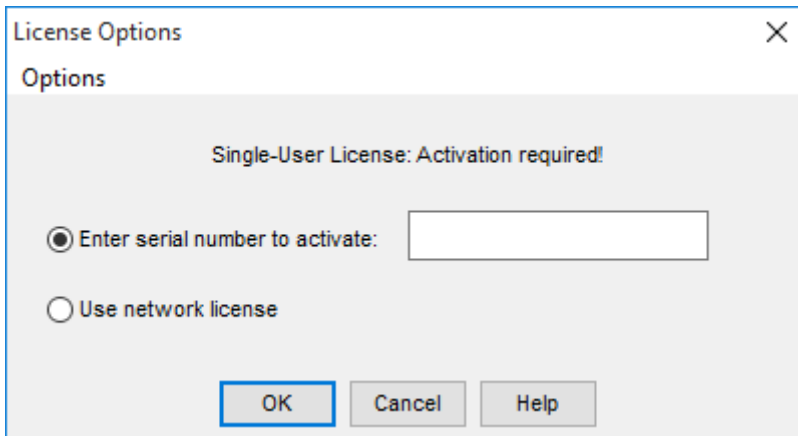 License Options
Options
Single-User License: Activation required!
Enter serial number to activate:
Use network license
OK Cancel Help